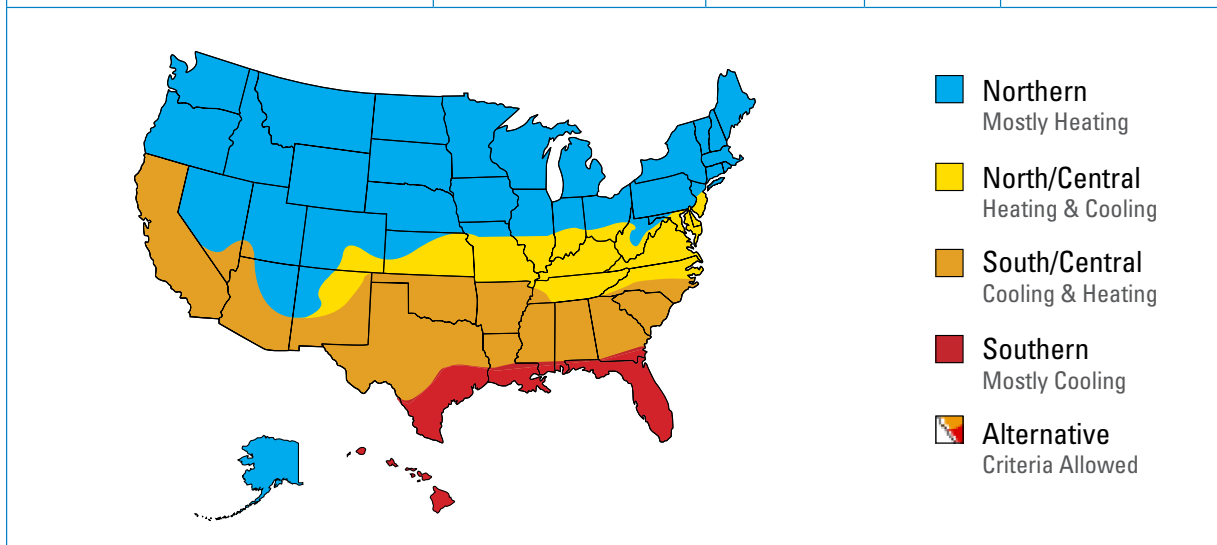 Northern
Mostly Heating
North/Central
Heating & Cooling
South/Central
Cooling & Heating
Southern
Mostly Cooling
Alternative
Criteria Allowed